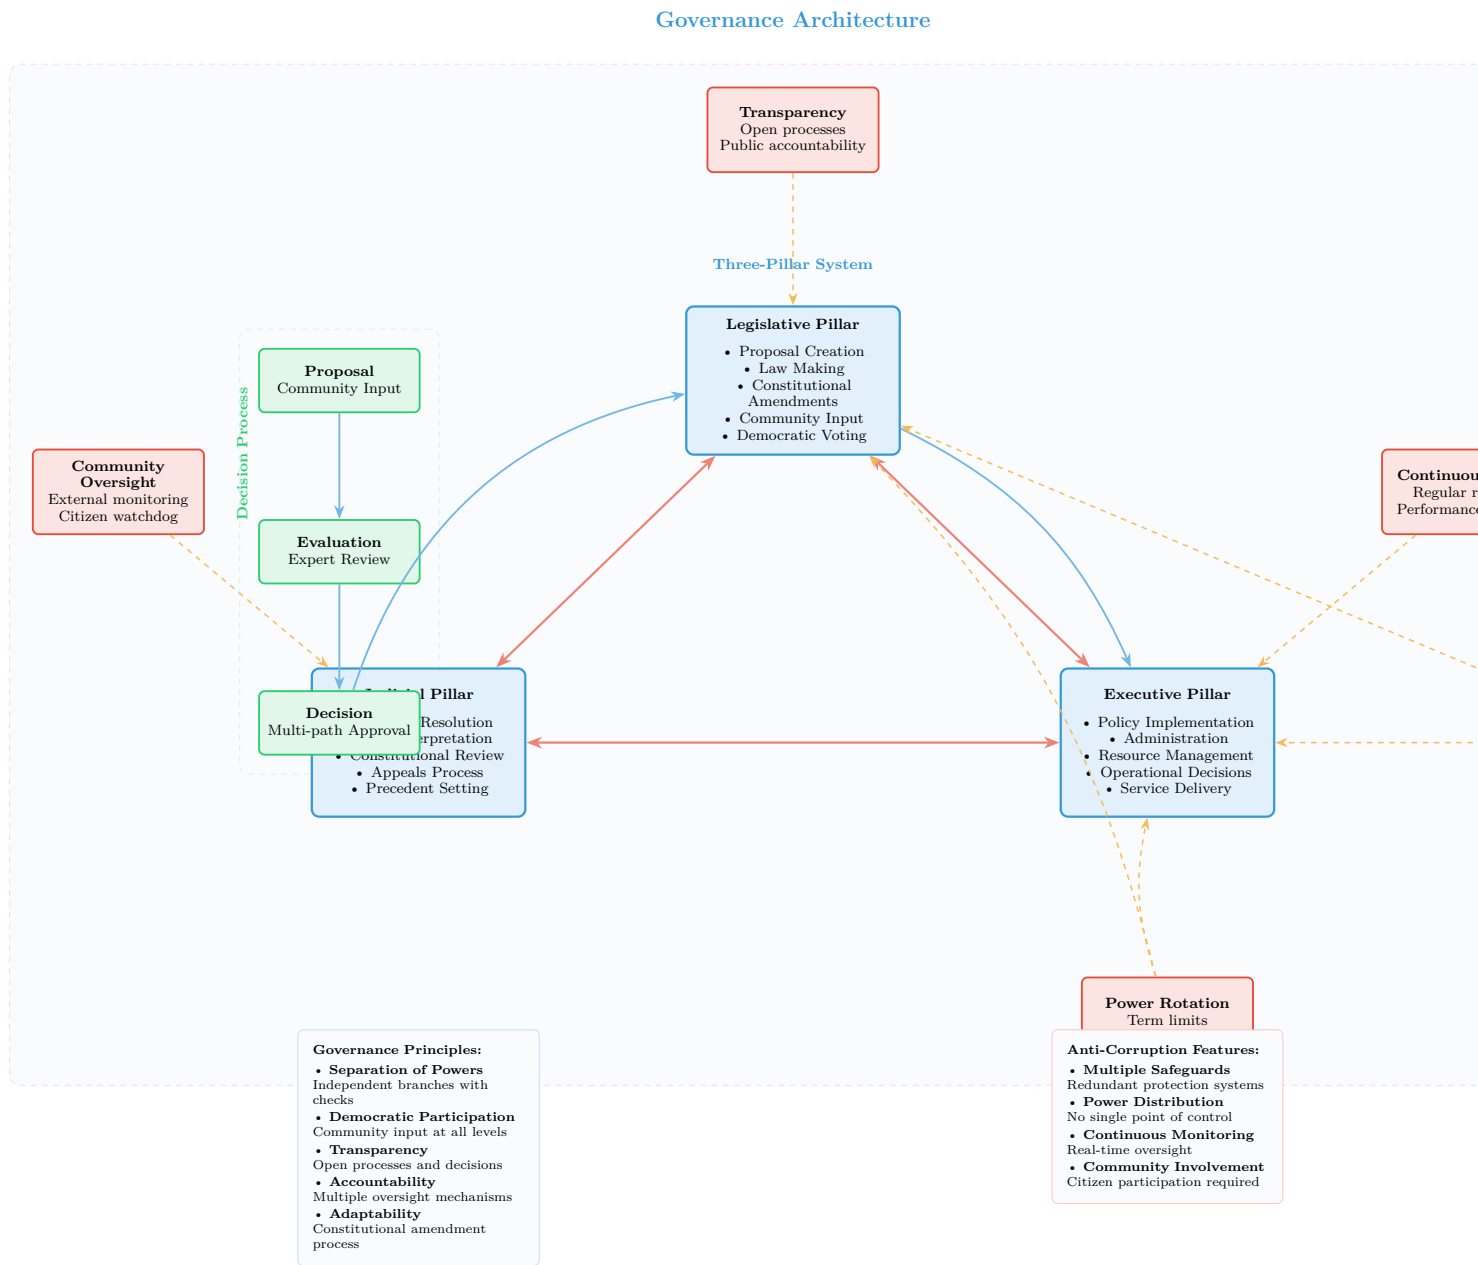 Governance Architecture
Transparency
Open processes
Public accountability
Three-Pillar System
Legislative Pillar
• Proposal Creation
• Law Making
• Constitutional
Amendments
• Community Input
• Democratic Voting
Decision Process
Proposal
Community Input
Community
Oversight
External monitoring
Citizen watchdog
Evaluation
Expert Review
Continuou
Regular r
Performance
Decision
Multi-path Approval
Pillar
Resolution
• Constitutional Review
• Appeals Process
• Precedent Setting
Executive Pillar
• Policy Implementation
• Administration
• Resource Management
• Operational Decisions
• Service Delivery
Power Rotation
Term limits
Governance Principles:
• Separation of Powers
Independent branches with
checks
• Democratic Participation
Community input at all levels
• Transparency
Open processes and decisions
• Accountability
Multiple oversight mechanisms
• Adaptability
Constitutional amendment
process
Anti-Corruption Features:
• Multiple Safeguards
Redundant protection systems
• Power Distribution
No single point of control
• Continuous Monitoring
Real-time oversight
• Community Involvement
Citizen participation required